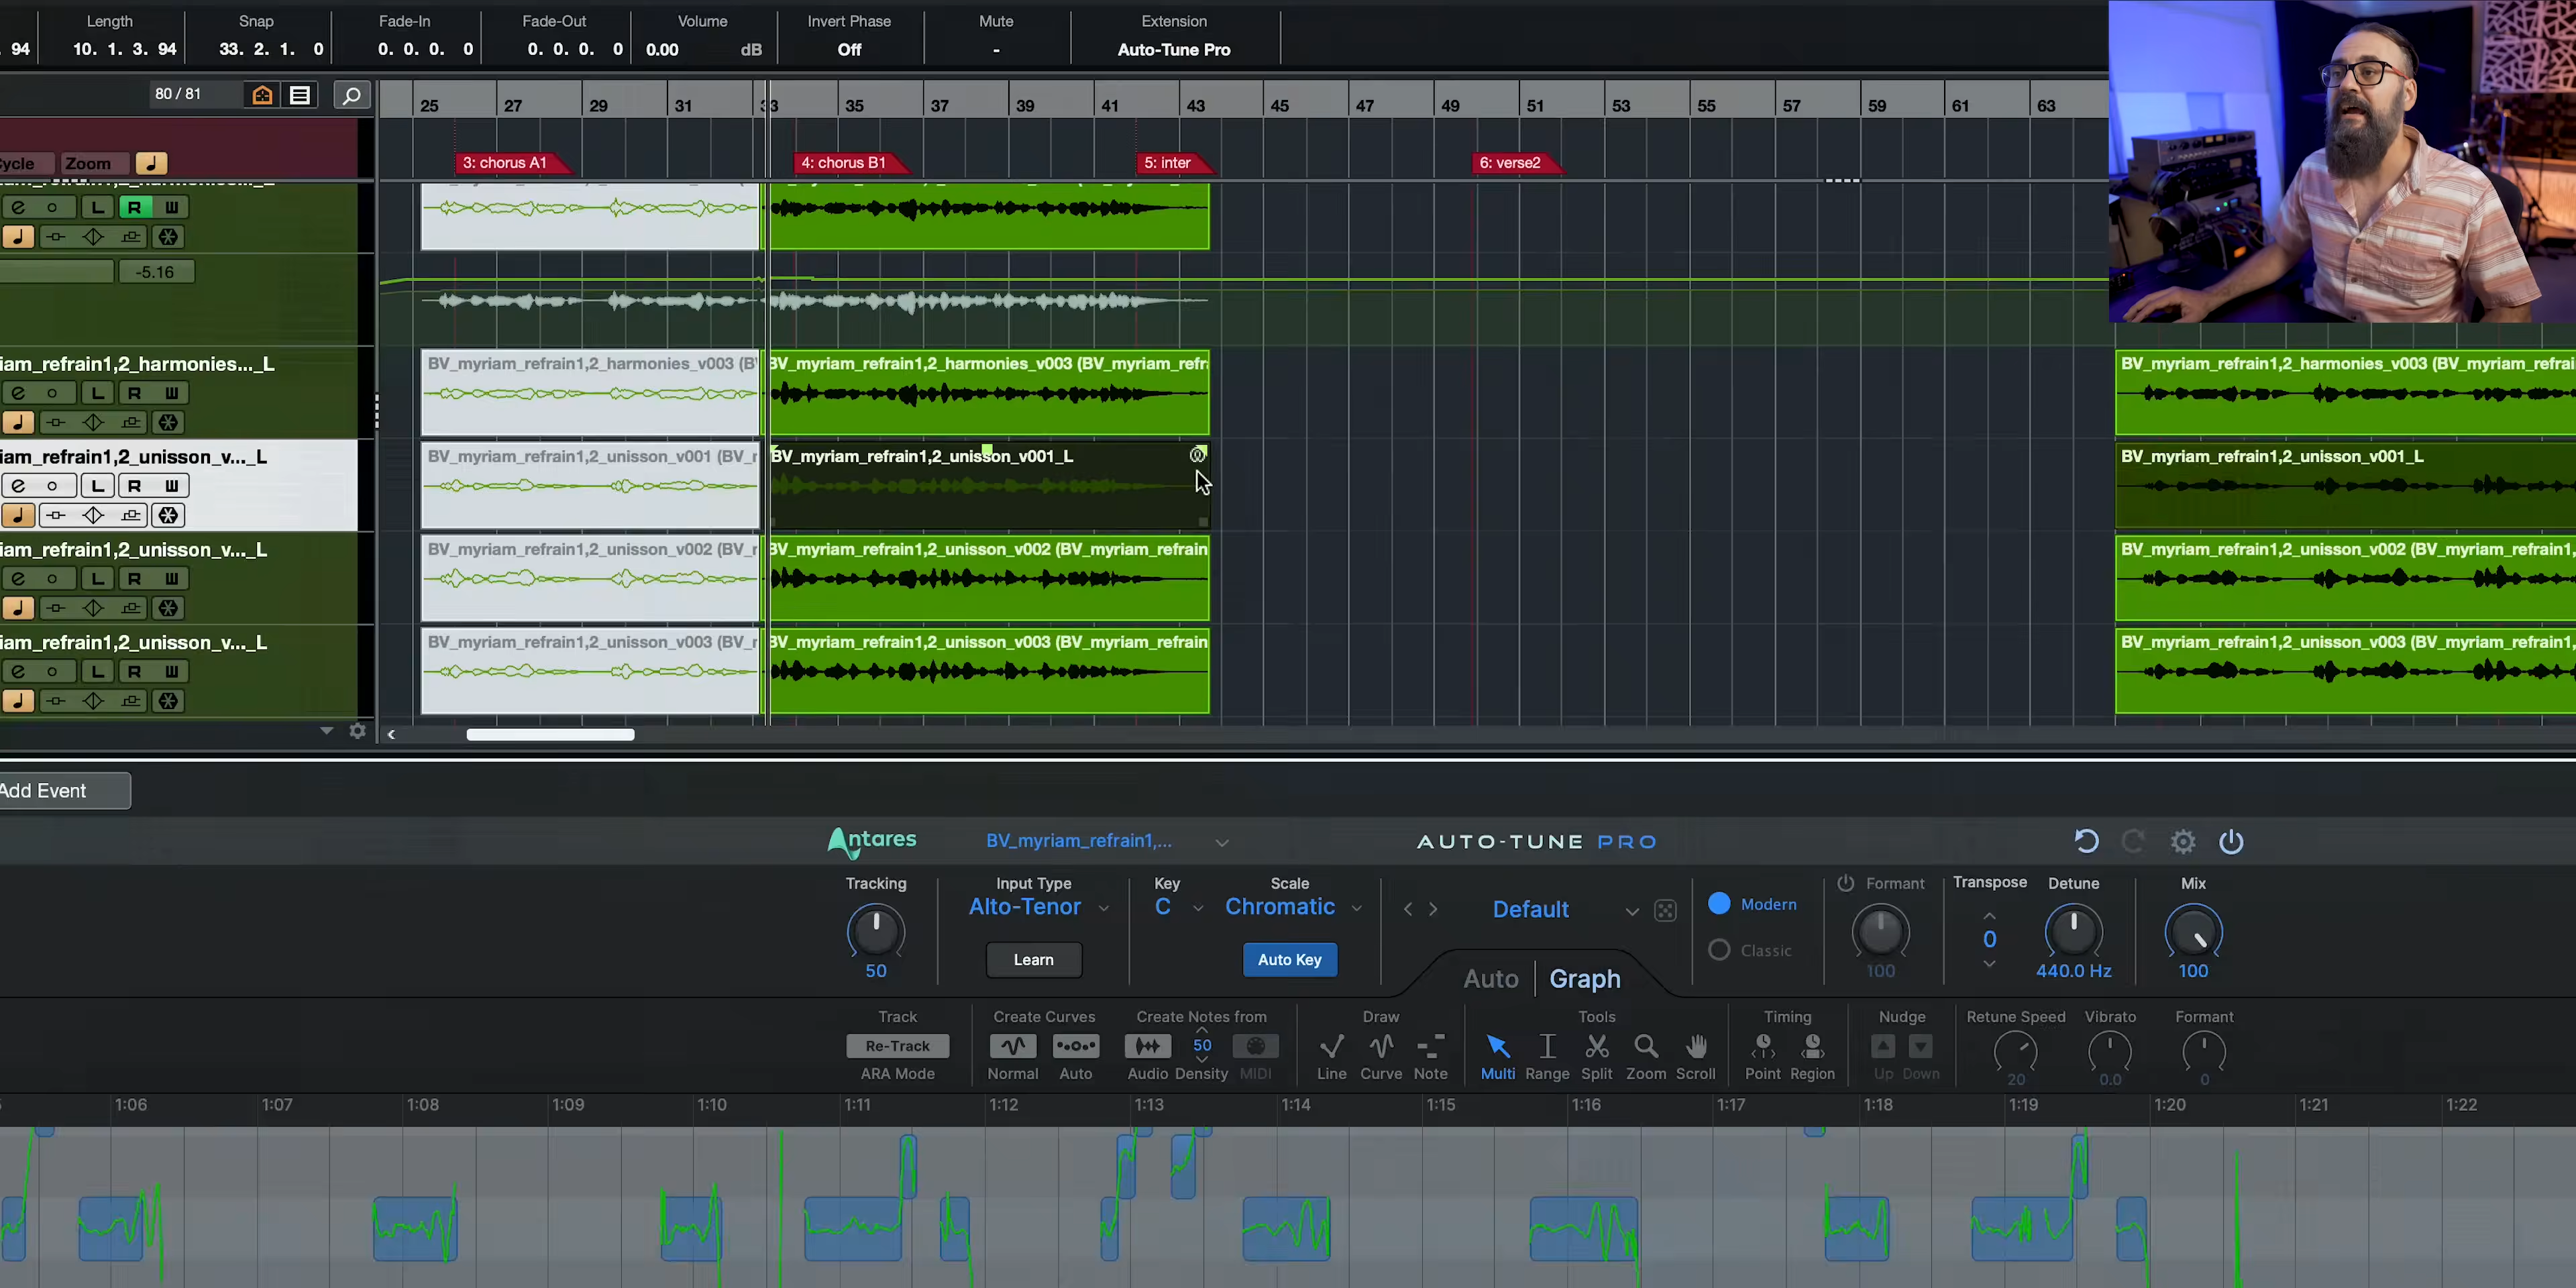 Length Snap Fade-In Fade-Out Volume Invert Phase Mute Extension
94 10. 1. 3. 94 33. 2. 1. 0 0. 0. 0. 0 0. 0. 0. 0 0.00 dB Off - Auto-Tune Pro
80 / 81
25 27 29 31 33 35 37 39 41 43 45 47 49 51 53 55 57 59 61 63
Cycle Zoom 3: chorus A1 4: chorus B1 5: inter 6: verse2
L R
-5.16
iam_refrain1,2_harmonies..._L BV_myriam_refrain1,2_harmonies_v003 (B BV_myriam_refrain1,2_harmonies_v003 (BV_myriam_refr BV_myriam_refrain1,2_harmonies_v003 (BV_myriam_refrai
L R
iam_refrain1,2_unisson_v..._L BV_myriam_refrain1,2_unisson_v001 (BV_r BV_myriam_refrain1,2_unisson_v001_L BV_myriam_refrain1,2_unisson_v001_L
L R
iam_refrain1,2_unisson_v..._L BV_myriam_refrain1,2_unisson_v002 (BV_r BV_myriam_refrain1,2_unisson_v002 (BV_myriam_refrain BV_myriam_refrain1,2_unisson_v002 (BV_myriam_refrain1,
L R
iam_refrain1,2_unisson_v..._L BV_myriam_refrain1,2_unisson_v003 (BV_r BV_myriam_refrain1,2_unisson_v003 (BV_myriam_refrain BV_myriam_refrain1,2_unisson_v003 (BV_myriam_refrain1,
L R
Add Event
Antares BV_myriam_refrain1,... AUTO-TUNE PRO
Tracking Input Type Key Scale Formant Transpose Detune Mix
Alto-Tenor C Chromatic Default Modern
0
Learn Auto Key Classic
50 100 440.0 Hz 100
Auto Graph
Track Create Curves Create Notes from Draw Tools Timing Nudge Retune Speed Vibrato Formant
Re-Track 50
ARA Mode Normal Auto Audio Density MIDI Line Curve Note Multi Range Split Zoom Scroll Point Region Up Down 20 0.0 0
1:06 1:07 1:08 1:09 1:10 1:11 1:12 1:13 1:14 1:15 1:16 1:17 1:18 1:19 1:20 1:21 1:22